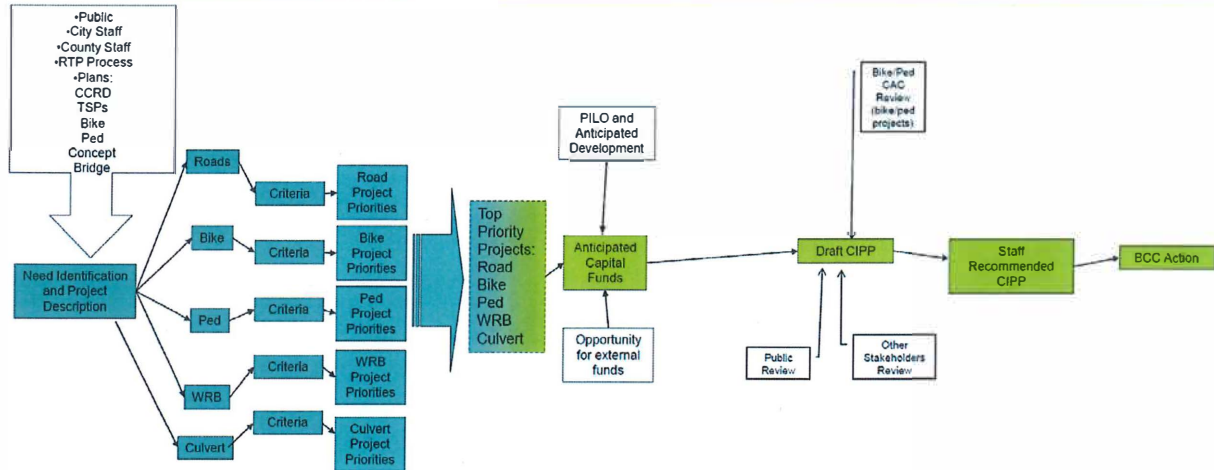 •Public
•City Staff
•County Staff
•RTP Process
•Plans:
CCRD
TSPs
Bike
Ped
Concept
Bridge
Need Identification
and Project
Description
Roads
Criteria
Road
Project
Priorities
Bike
Criteria
Bike
Project
Priorities
Ped
Criteria
Ped
Project
Priorities
WRB
Criteria
WRB
Project
Priorities
Culvert
Criteria
Culvert
Project
Priorities
Top
Priority
Projects:
Road
Bike
Ped
WRB
Culvert
PILO and
Anticipated
Development
Anticipated
Capital
Funds
Opportunity
for external
funds
Bike/Ped
CAC
Review
(bike/ped
projects)
Draft CIPP
Public
Review
Other
Stakeholders
Review
Staff
Recommended
CIPP
BCC Action